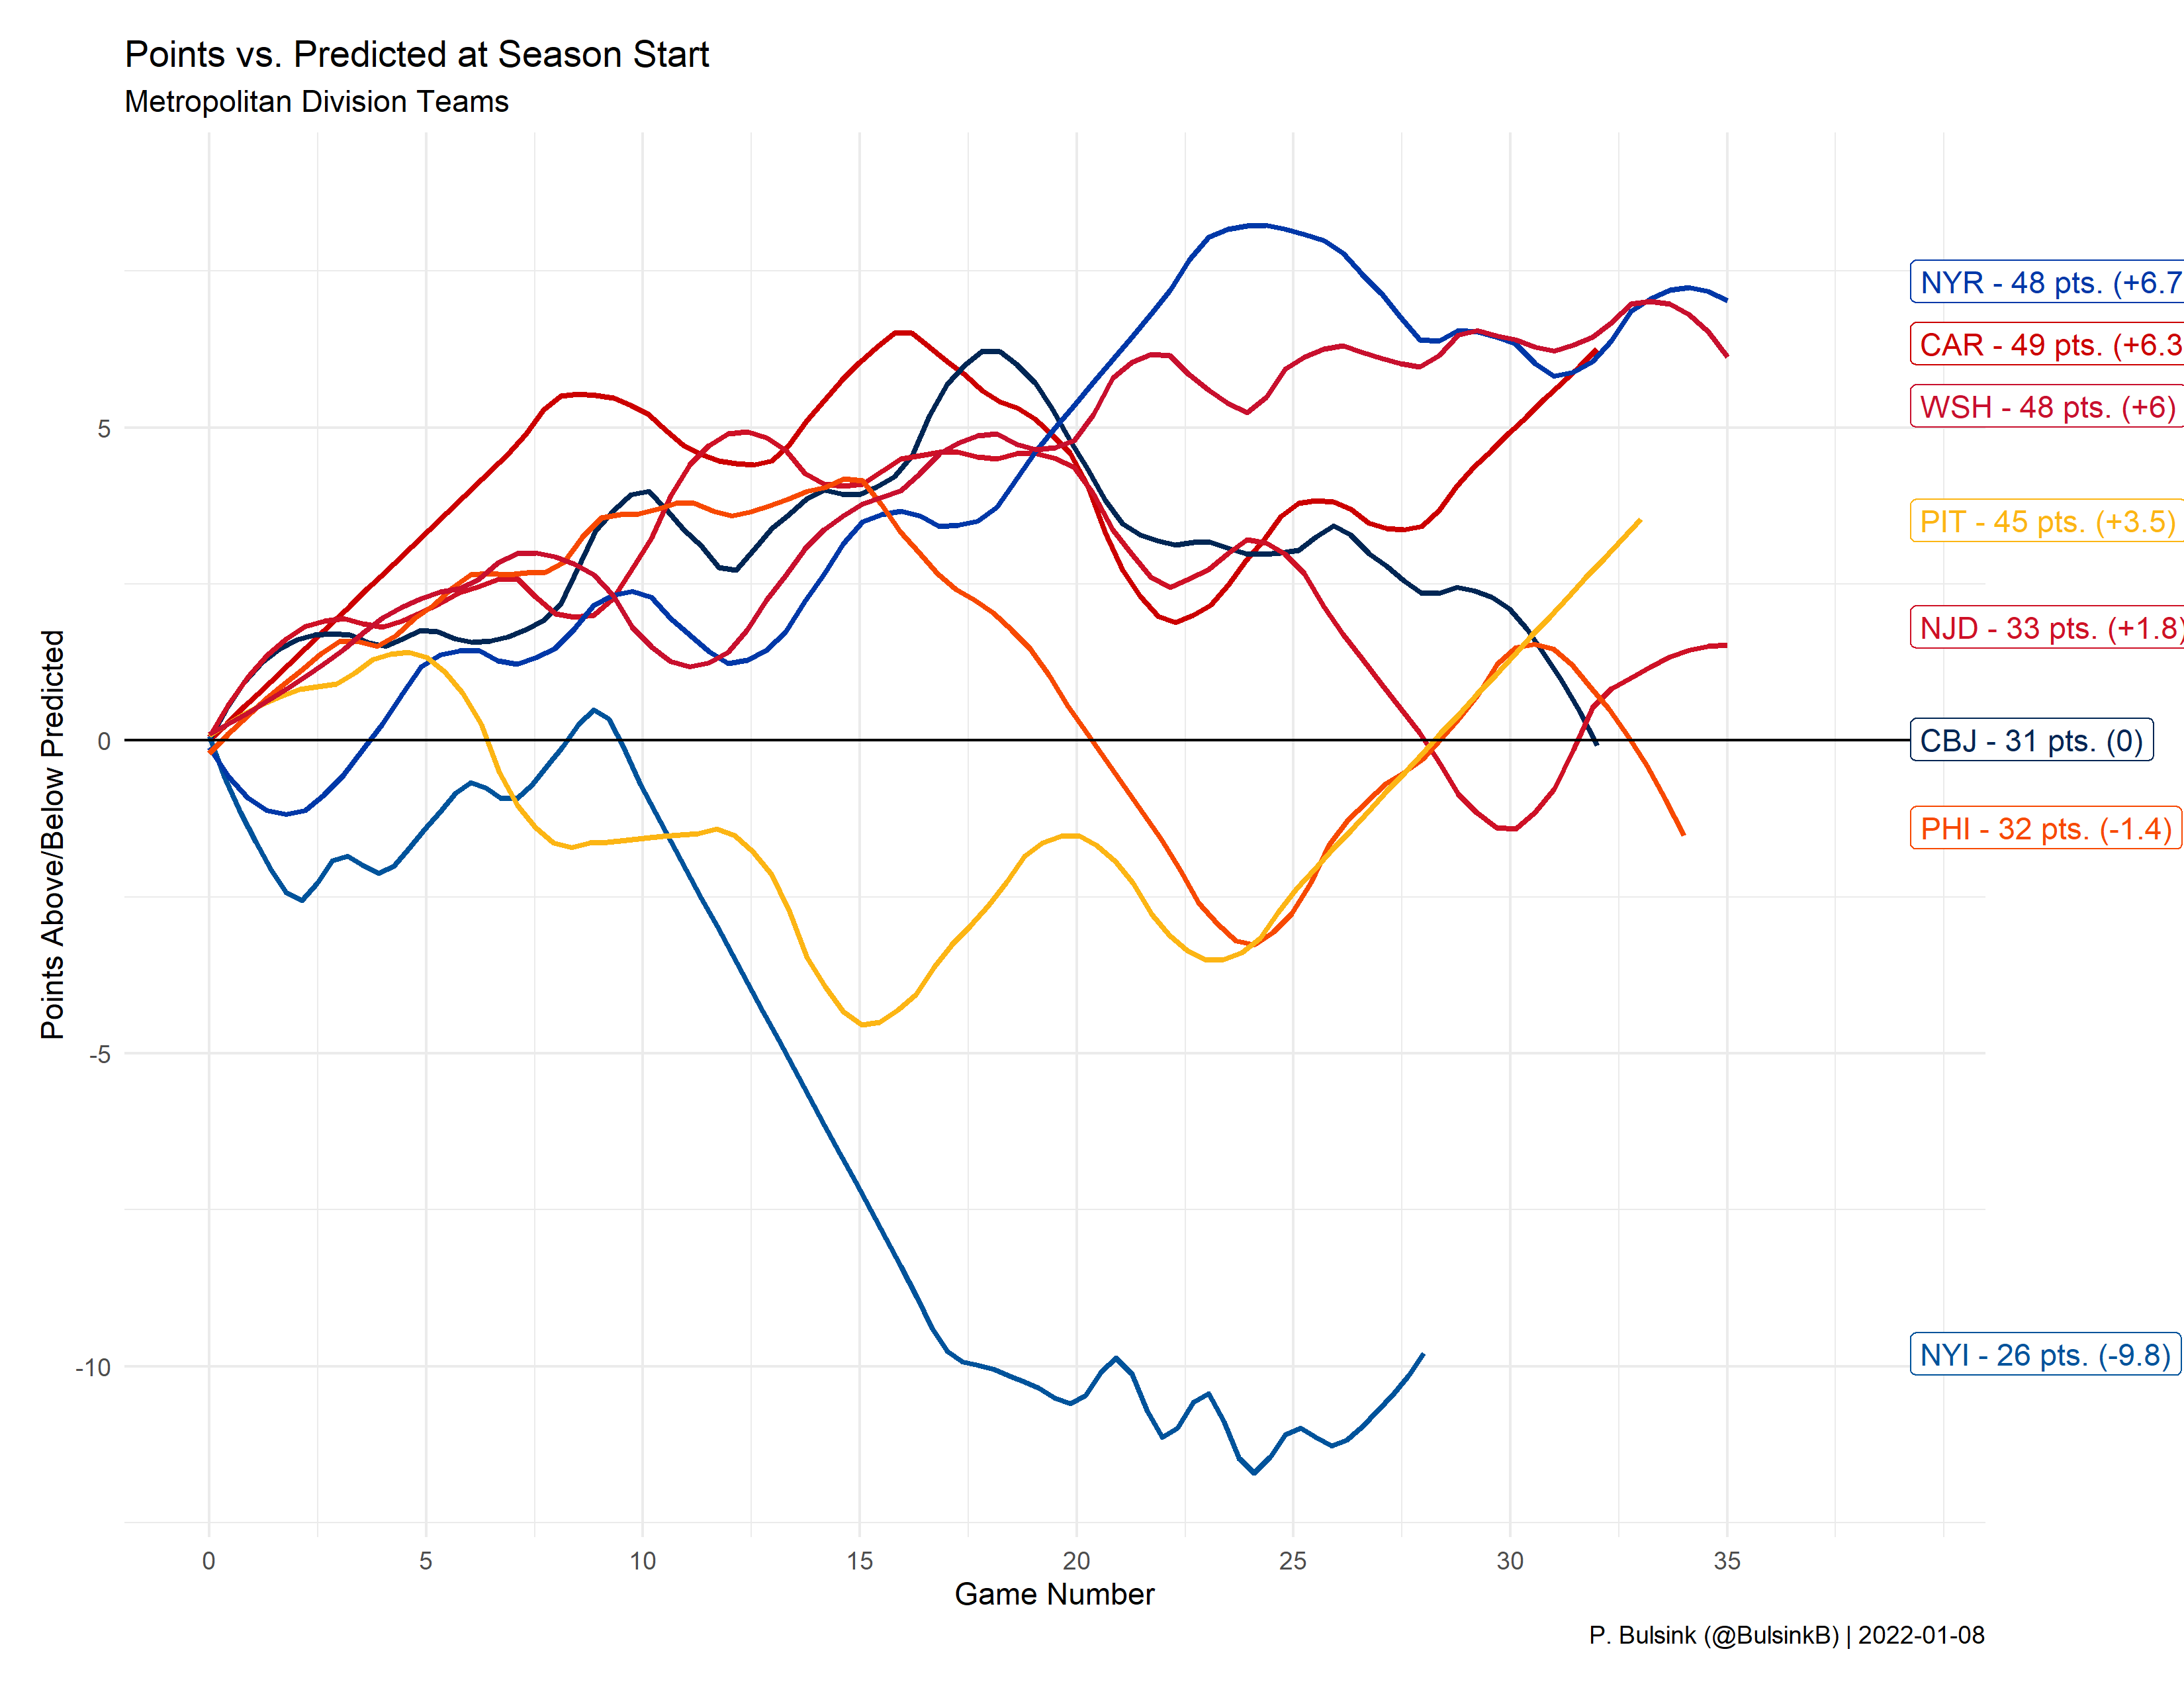 Points vs. Predicted at Season Start
Metropolitan Division Teams
Points Above/Below Predicted
5
0
-5
-10
NYR - 48 pts. (+6.7
CAR - 49 pts. (+6.3
WSH - 48 pts. (+6)
PIT - 45 pts. (+3.5)
NJD - 33 pts. (+1.8)
CBJ - 31 pts. (0)
PHI - 32 pts. (-1.4)
NYI - 26 pts. (-9.8)
0 5 10 15 20 25 30 35
Game Number
P. Bulsink (@BulsinkB) | 2022-01-08